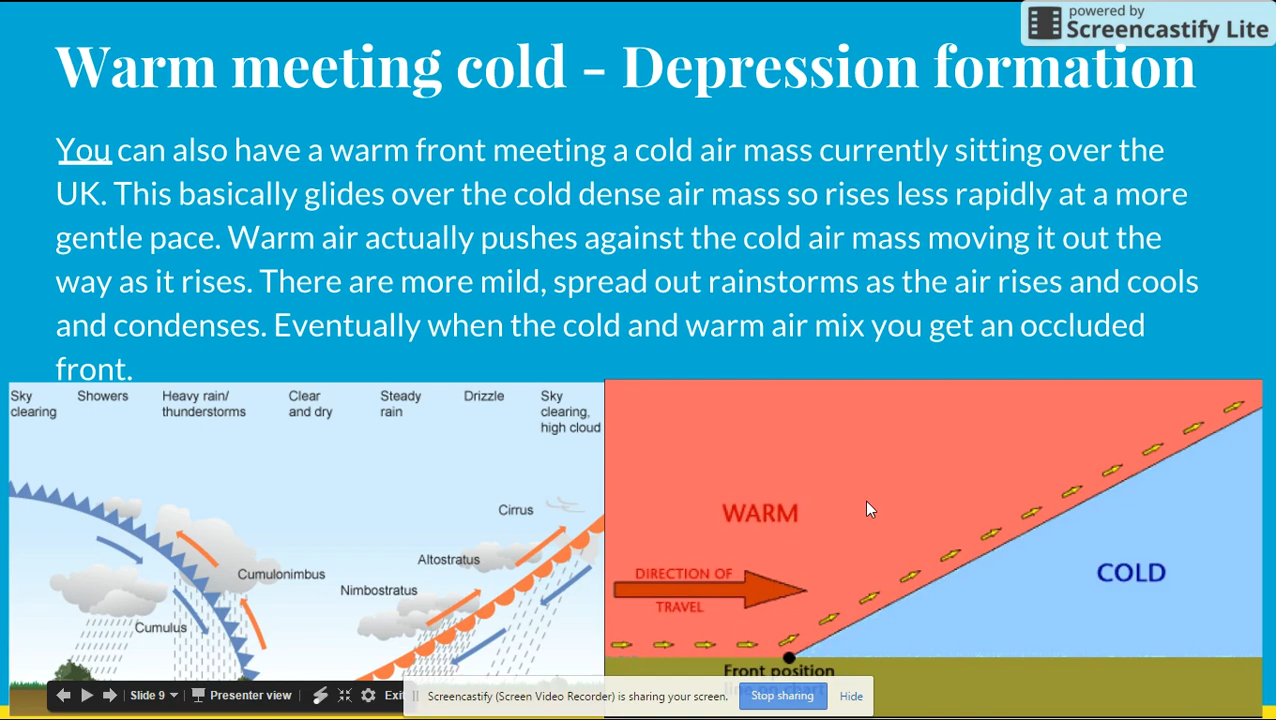 powered by
Screencastify Lite
Warm meeting cold - Depression formation
You can also have a warm front meeting a cold air mass currently sitting over the
UK. This basically glides over the cold dense air mass so rises less rapidly at a more
gentle pace. Warm air actually pushes against the cold air mass moving it out the
way as it rises. There are more mild, spread out rainstorms as the air rises and cools
and condenses. Eventually when the cold and warm air mix you get an occluded
front.
Sky clearing
Showers
Heavy rain/
thunderstorms
Clear
and dry
Steady
rain
Drizzle
Sky
clearing,
high cloud
Cirrus
Altostratus
Cumulonimbus
Nimbostratus
Cumulus
WARM
DIRECTION OF
TRAVEL
COLD
Front position
Slide 9
Presenter view
Exit
Screencastify (Screen Video Recorder) is sharing your screen.
Stop sharing
Hide